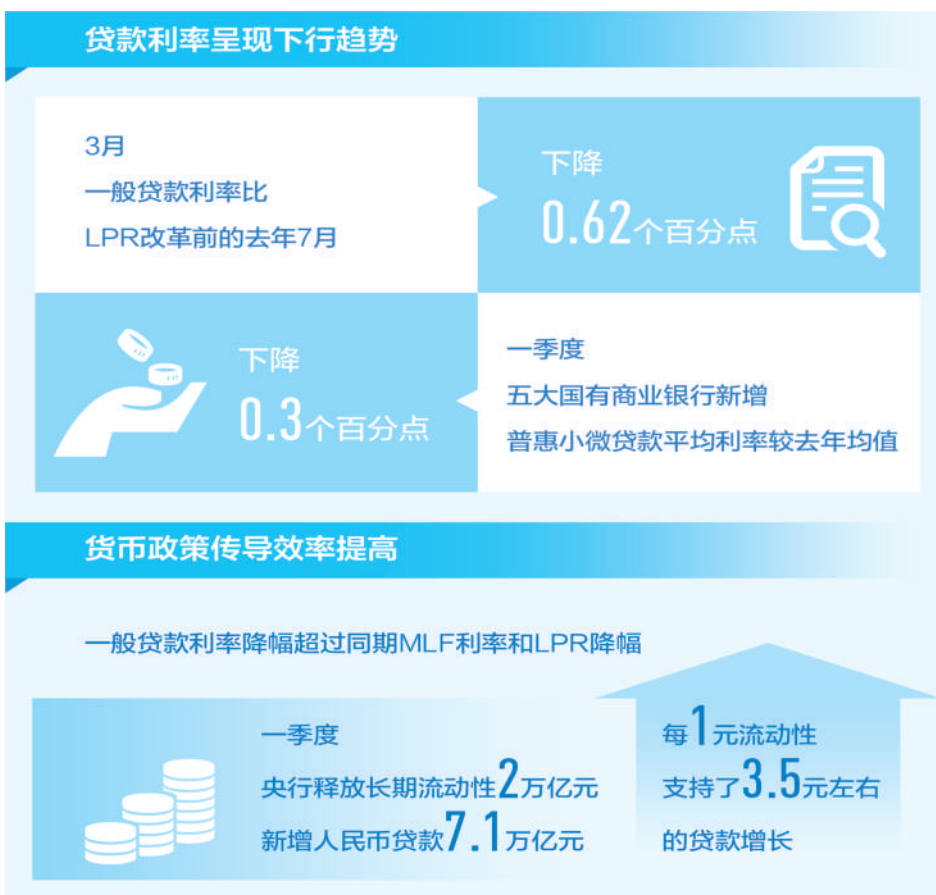 贷款利率呈现下行趋势
3月
一般贷款利率比
LPR改革前的去年7月
下降
0.62个百分点
下降
0.3个百分点
一季度
五大国有商业银行新增
普惠小微贷款平均利率较去年均值
货币政策传导效率提高
一般贷款利率降幅超过同期MLF利率和LPR降幅
一季度
央行释放长期流动性2万亿元
新增人民币贷款7.1万亿元
每1元流动性
支持了3.5元左右
的贷款增长